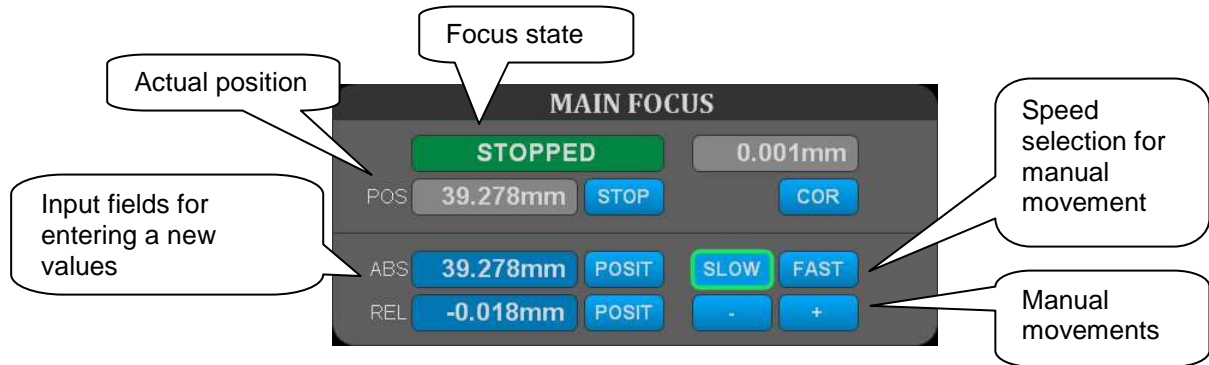 Focus state
Actual position
MAIN FOCUS
Speed
selection for
manual
movement
STOPPED
0.001mm
POS
39.278mm
STOP
COR
Input fields for
entering a new
values
ABS
39.278mm
POSIT
SLOW
FAST
REL
-0.018mm
POSIT
-
+
Manual
movements